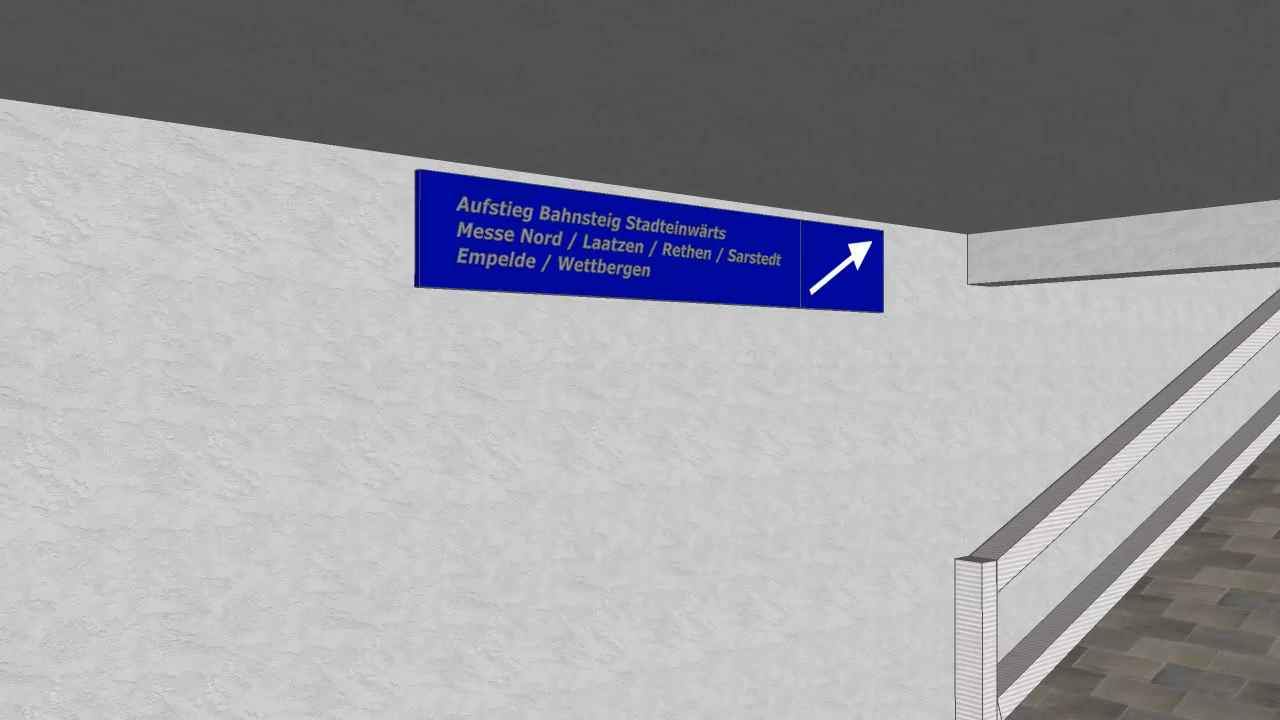 Aufstieg Bahnsteig Stadteinwärts
Messe Nord / Laatzen / Rethen / Sarstedt
Empelde / Wettbergen